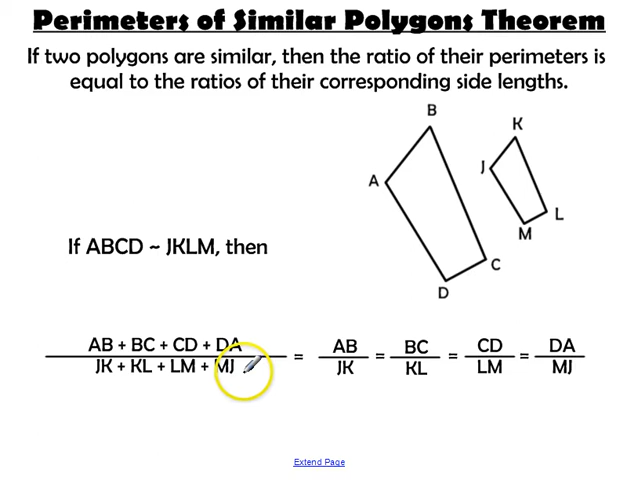 Perimeters of Similar Polygons Theorem
If two polygons are similar, then the ratio of their perimeters is
equal to the ratios of their corresponding side lengths.
B
K
A
J
L
M
C
D
If ABCD ~ JKLM, then
AB + BC + CD + DA
JK + KL + LM + MJ
=
AB
JK
=
BC
KL
=
CD
LM
=
DA
MJ
Extend Page